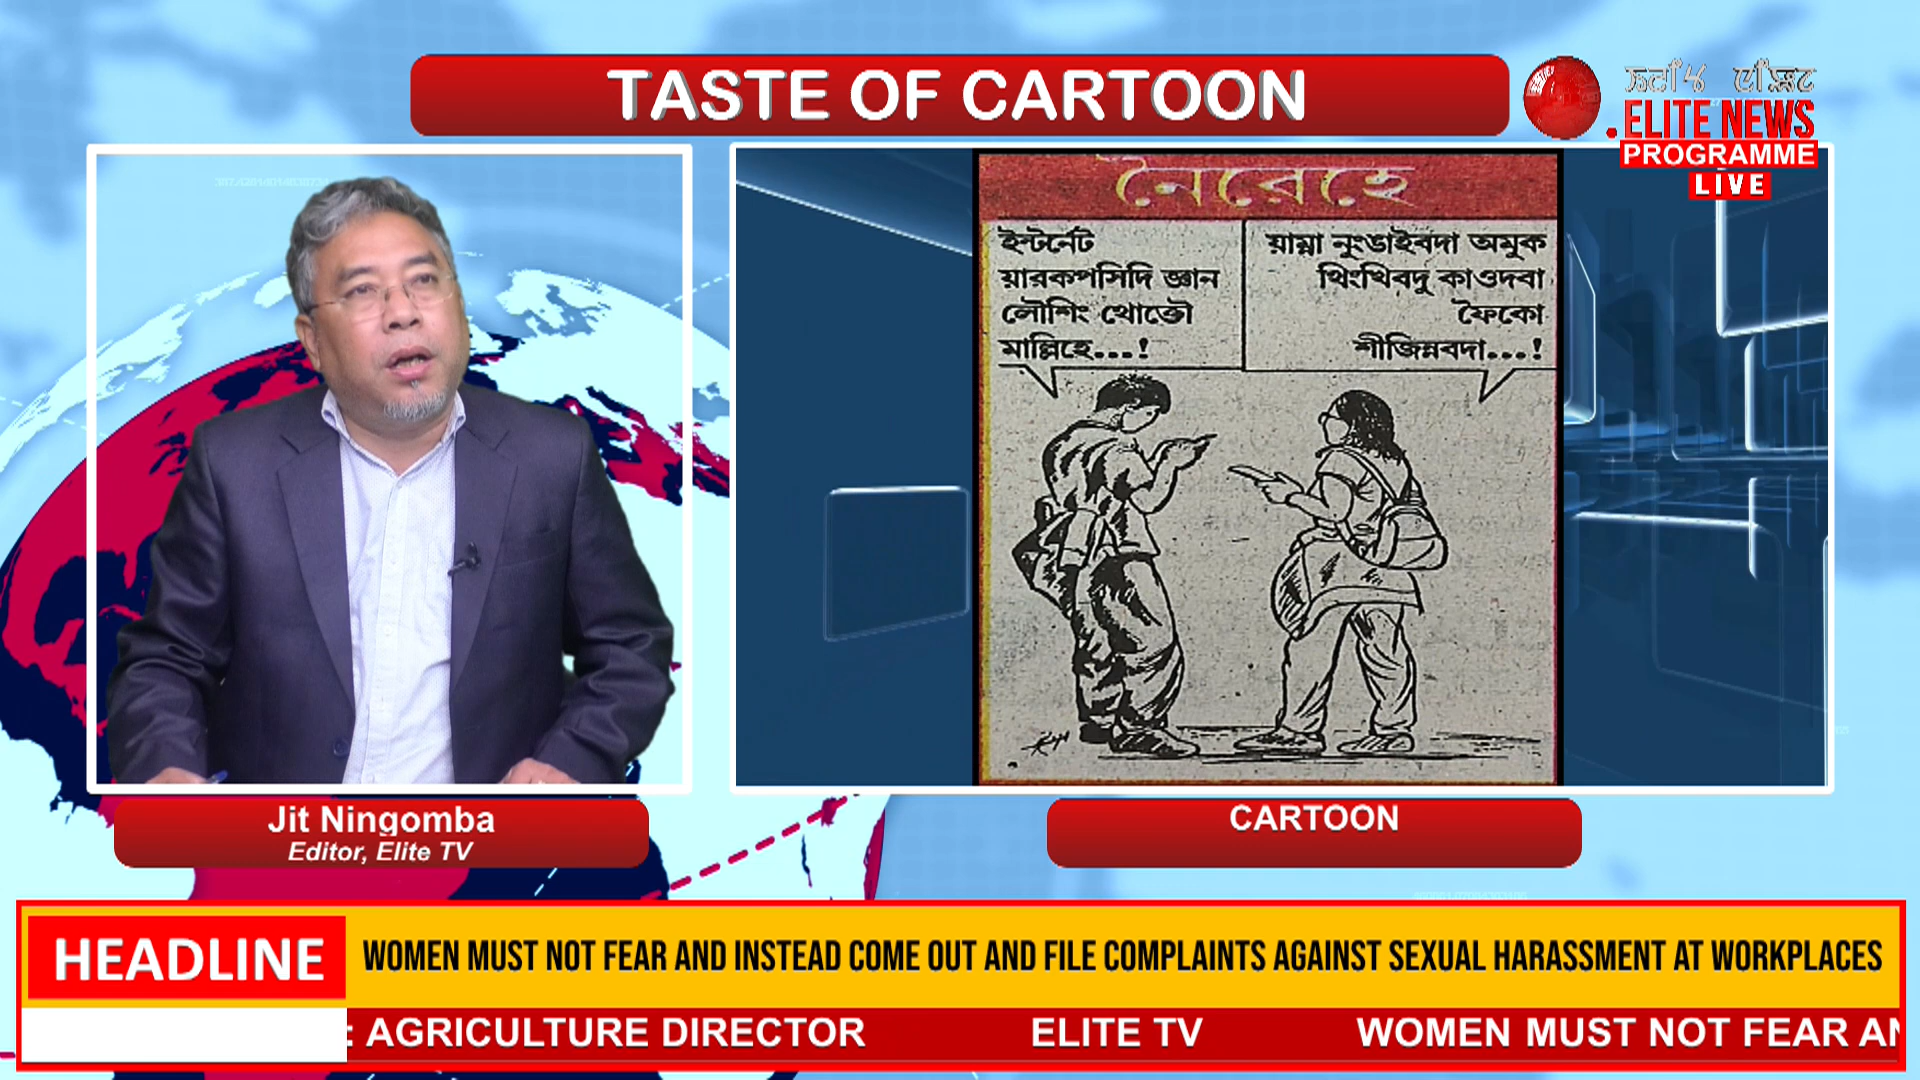 TASTE OF CARTOON
ꯏꯂꯥꯏꯠ
ELITE NEWS
PROGRAMME
LIVE
নৈরেহে
ইন্টর্নেট
য়ারকপসিদি জ্ঞান
লৌশিং থোক্তৌ
মাল্লিহে...!
য়াম্না নুংঙাইবদা অমুক
থিংখিবদু কাওদবা
ফৈকো
শীজিন্নবদা...!
Jit Ningomba
Editor, Elite TV
CARTOON
HEADLINE
WOMEN MUST NOT FEAR AND INSTEAD COME OUT AND FILE COMPLAINTS AGAINST SEXUAL HARASSMENT AT WORKPLACES
: AGRICULTURE DIRECTOR ELITE TV WOMEN MUST NOT FEAR AN